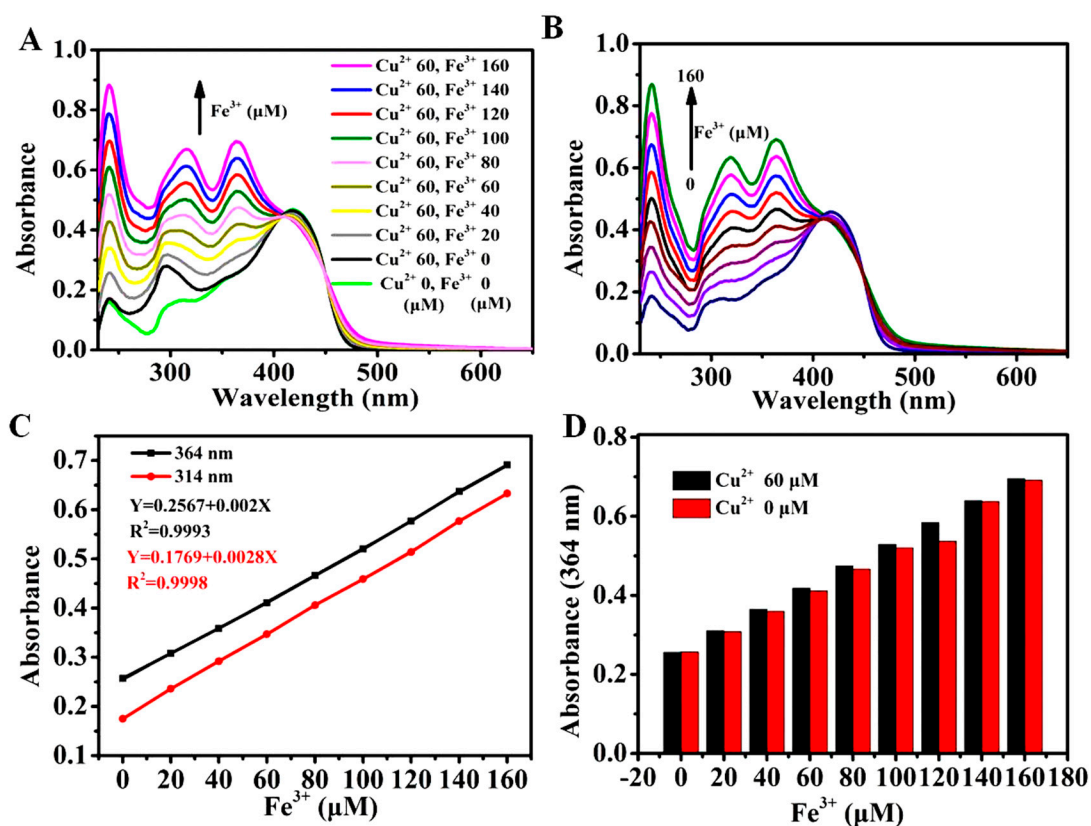 A
1.0
0.8
0.6
0.4
0.2
0.0
Absorbance
Fe³⁺ (μM)
Cu²⁺ 60, Fe³⁺ 160
Cu²⁺ 60, Fe³⁺ 140
Cu²⁺ 60, Fe³⁺ 120
Cu²⁺ 60, Fe³⁺ 100
Cu²⁺ 60, Fe³⁺ 80
Cu²⁺ 60, Fe³⁺ 60
Cu²⁺ 60, Fe³⁺ 40
Cu²⁺ 60, Fe³⁺ 20
Cu²⁺ 60, Fe³⁺ 0
Cu²⁺ 0, Fe³⁺ 0
(μM) (μM)
300 400 500 600
Wavelength (nm)
B
1.0
0.8
0.6
0.4
0.2
0.0
Absorbance
160
Fe³⁺ (μM)
0
300 400 500 600
Wavelength (nm)
C
0.7
0.6
0.5
0.4
0.3
0.2
0.1
Absorbance
364 nm
314 nm
Y=0.2567+0.002X
R²=0.9993
Y=0.1769+0.0028X
R²=0.9998
0 20 40 60 80 100 120 140 160
Fe³⁺ (μM)
D
0.8
0.6
0.4
0.2
0.0
Absorbance (364 nm)
Cu²⁺ 60 μM
Cu²⁺ 0 μM
-20 0 20 40 60 80 100 120 140 160 180
Fe³⁺ (μM)